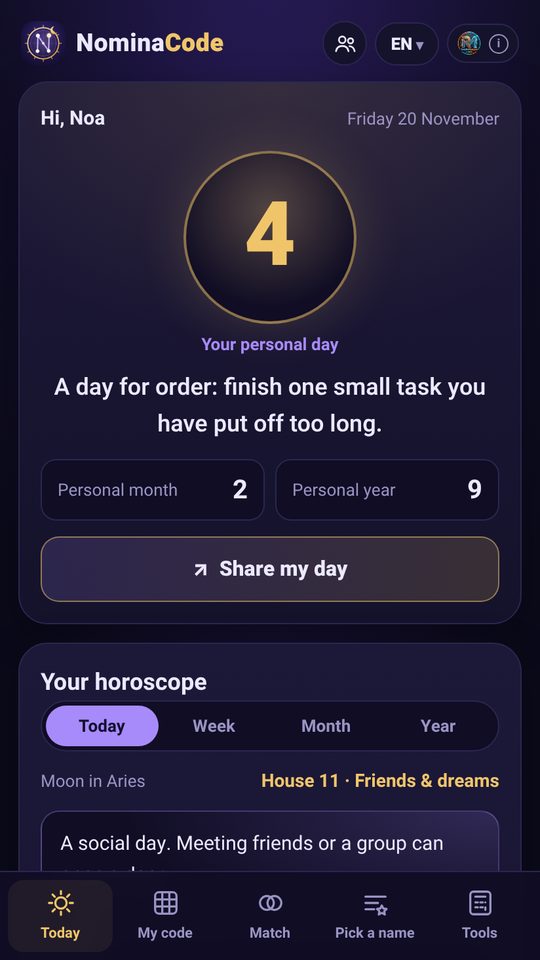 NominaCode
EN
Hi, Noa
Friday 20 November
4
Your personal day
A day for order: finish one small task you
have put off too long.
Personal month 2
Personal year 9
Share my day
Your horoscope
Today
Week
Month
Year
Moon in Aries
House 11 · Friends & dreams
A social day. Meeting friends or a group can
Today
My code
Match
Pick a name
Tools